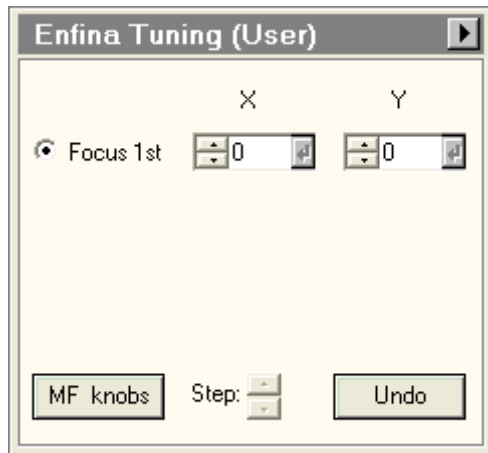 Enfina Tuning (User)
X Y
Focus 1st 0 0
MF knobs Step: Undo